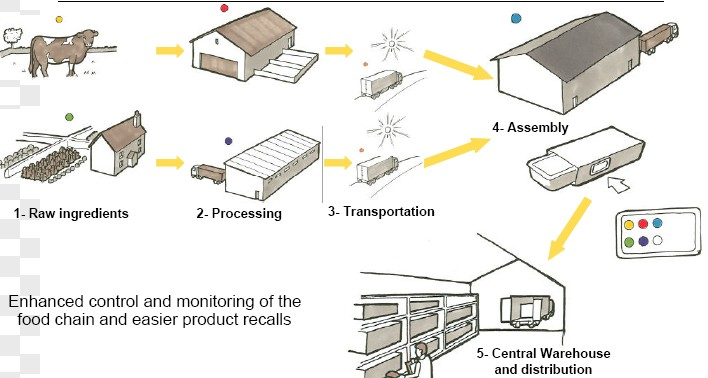 4- Assembly
1- Raw ingredients
2- Processing
3- Transportation
Enhanced control and monitoring of the
food chain and easier product recalls
5- Central Warehouse
and distribution